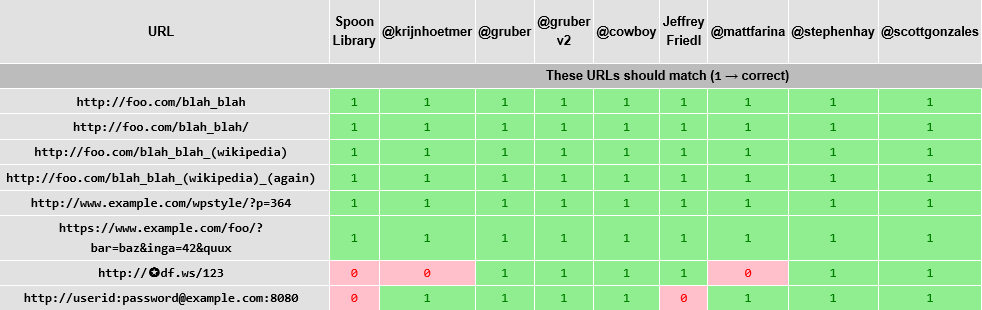 URL Spoon Library @krijnhoetmer @gruber @gruber v2 @cowboy Jeffrey Friedl @mattfarina @stephenhay @scottgonzales
These URLs should match (1 → correct)
http://foo.com/blah_blah 1 1 1 1 1 1 1 1 1
http://foo.com/blah_blah/ 1 1 1 1 1 1 1 1 1
http://foo.com/blah_blah_(wikipedia) 1 1 1 1 1 1 1 1 1
http://foo.com/blah_blah_(wikipedia)_(again) 1 1 1 1 1 1 1 1 1
http://www.example.com/wpstyle/?p=364 1 1 1 1 1 1 1 1 1
https://www.example.com/foo/?
bar=baz&inga=42&quux 1 1 1 1 1 1 1 1 1
http://✪df.ws/123 0 0 1 1 1 1 0 1 1
http://userid:password@example.com:8080 0 1 1 1 1 0 1 1 1